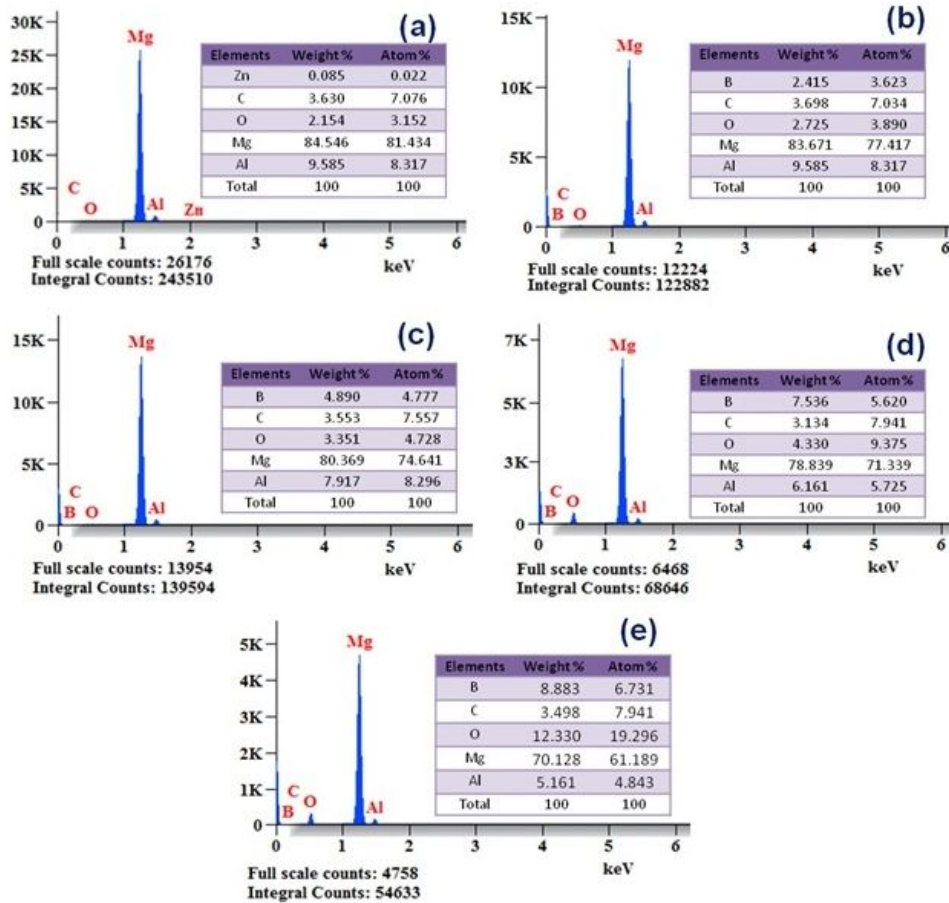 (a)
30K
25K
20K
15K
10K
5K
0
Mg
C
O
Al
Zn
0 1 2 3 4 5 6
keV
Full scale counts: 26176
Integral Counts: 243510
Elements Weight % Atom %
Zn 0.085 0.022
C 3.630 7.076
O 2.154 3.152
Mg 84.546 81.434
Al 9.585 8.317
Total 100 100
(b)
15K
10K
5K
0
Mg
C
B O
Al
0 1 2 3 4 5 6
keV
Full scale counts: 12224
Integral Counts: 122882
Elements Weight % Atom %
B 2.415 3.623
C 3.698 7.034
O 2.725 3.890
Mg 83.671 77.417
Al 9.585 8.317
Total 100 100
(c)
15K
10K
5K
0
Mg
C
B O
Al
0 1 2 3 4 5 6
keV
Full scale counts: 13954
Integral Counts: 139594
Elements Weight % Atom %
B 4.890 4.777
C 3.553 7.557
O 3.351 4.728
Mg 80.369 74.641
Al 7.917 8.296
Total 100 100
(d)
7K
5K
3K
0
Mg
C O
B
Al
0 1 2 3 4 5 6
keV
Full scale counts: 6468
Integral Counts: 68646
Elements Weight % Atom %
B 7.536 5.620
C 3.134 7.941
O 4.330 9.375
Mg 78.839 71.339
Al 6.161 5.725
Total 100 100
(e)
5K
4K
3K
2K
1K
0
Mg
C O
B
Al
0 1 2 3 4 5 6
keV
Full scale counts: 4758
Integral Counts: 54633
Elements Weight % Atom %
B 8.883 6.731
C 3.498 7.941
O 12.330 19.296
Mg 70.128 61.189
Al 5.161 4.843
Total 100 100